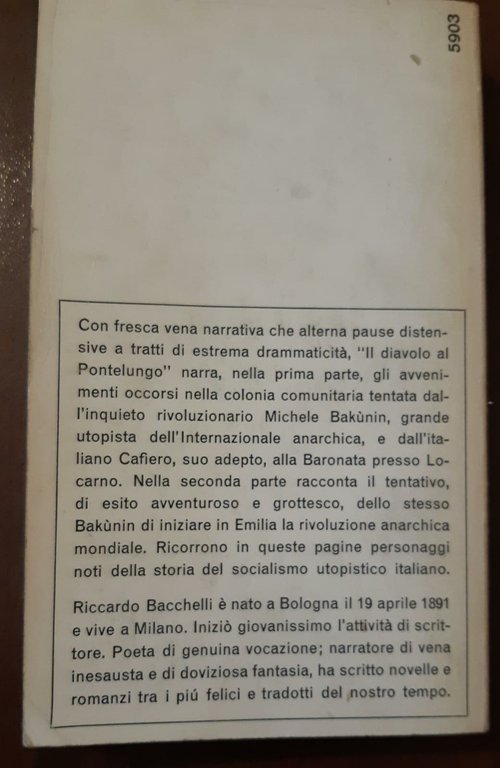 5903
Con fresca vena narrativa che alterna pause disten-
sive a tratti di estrema drammaticità, "Il diavolo al
Pontelungo" narra, nella prima parte, gli avveni-
menti occorsi nella colonia comunitaria tentata dal-
l'inquieto rivoluzionario Michele Bakùnin, grande
utopista dell'Internazionale anarchica, e dall'ita-
liano Cafiero, suo adepto, alla Baronata presso Lo-
carno. Nella seconda parte racconta il tentativo,
di esito avventuroso e grottesco, dello stesso
Bakùnin di iniziare in Emilia la rivoluzione anarchica
mondiale. Ricorrono in queste pagine personaggi
noti della storia del socialismo utopistico italiano.
Riccardo Bacchelli è nato a Bologna il 19 aprile 1891
e vive a Milano. Iniziò giovanissimo l'attività di scrit-
tore. Poeta di genuina vocazione; narratore di vena
inesausta e di doviziosa fantasia, ha scritto novelle e
romanzi tra i piú felici e tradotti del nostro tempo.